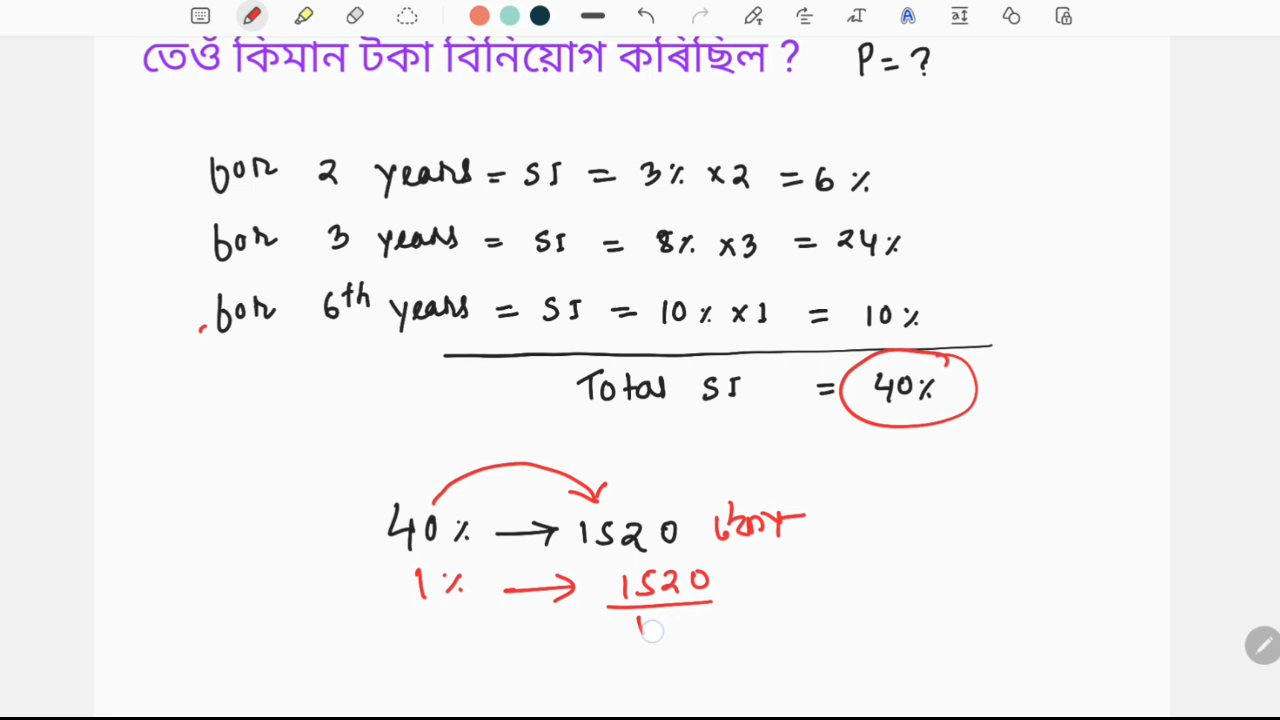 তেওঁ কিমান টকা বিনিয়োগ কৰিছিল ? P = ?
for 2 years = SI = 3% × 2 = 6 %
for 3 years = SI = 8% × 3 = 24%
for 6th years = SI = 10 % × 1 = 10 %
Total SI = 40%
40 % → 1520
1 % → 1520